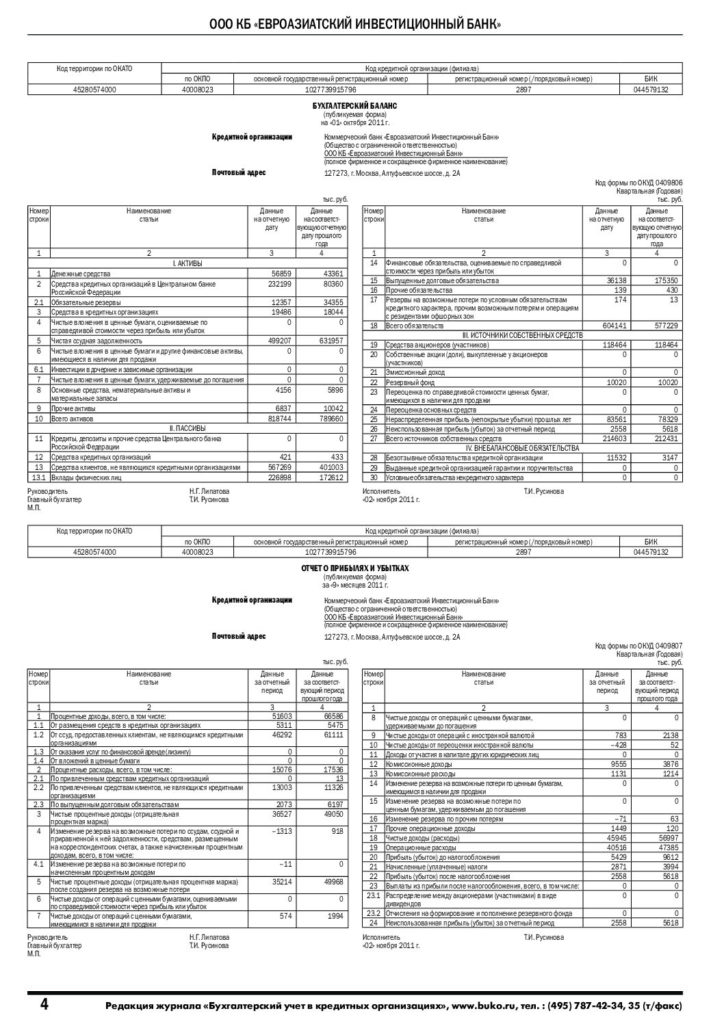 ООО КБ «ЕВРОАЗИАТСКИЙ ИНВЕСТИЦИОННЫЙ БАНК»
Код территории по ОКАТО Код кредитной организации (филиала)
по ОКПО основной государственный регистрационный номер регистрационный номер (/порядковый номер) БИК
45280574000 40008023 1027739915796 2897 044579132
БУХГАЛТЕРСКИЙ БАЛАНС
(публикуемая форма)
на «01» октября 2011 г.
Кредитной организации Коммерческий банк «Евроазиатский Инвестиционный Банк»
(Общество с ограниченной ответственностью)
ООО КБ «Евроазиатский Инвестиционный Банк»
(полное фирменное и сокращенное фирменное наименование)
Почтовый адрес 127273, г. Москва, Алтуфьевское шоссе, д. 2А
Код формы по ОКУД 0409806
Квартальная (Годовая)
тыс. руб.
тыс. руб.
Номер строки Наименование статьи Данные на отчетную дату Данные на соответст-
вующую отчетную
дату прошлого
года
1 2 3 4
I. АКТИВЫ
1 Денежные средства 56859 43361
2 Средства кредитных организаций в Центральном банке 232199 80360
Российской Федерации
2.1 Обязательные резервы 12357 34355
3 Средства в кредитных организациях 19486 18044
4 Чистые вложения в ценные бумаги, оцениваемые по 0 0
справедливой стоимости через прибыль или убыток
5 Чистая ссудная задолженность 499207 631957
6 Чистые вложения в ценные бумаги и другие финансовые активы, 0 0
имеющиеся в наличии для продажи
6.1 Инвестиции в дочерние и зависимые организации 0 0
7 Чистые вложения в ценные бумаги, удерживаемые до погашения 0 0
8 Основные средства, нематериальные активы и 4156 5896
материальные запасы
9 Прочие активы 6837 10042
10 Всего активов 818744 789660
II. ПАССИВЫ
11 Кредиты, депозиты и прочие средства Центрального банка 0 0
Российской Федерации
12 Средства кредитных организаций 421 433
13 Средства клиентов, не являющихся кредитными организациями 567269 401003
13.1 Вклады физических лиц 226898 172612
Руководитель Н.Г. Липатова
Главный бухгалтер Т.И. Русинова
М.П.
Номер строки Наименование статьи Данные на отчетную дату Данные на соответст-
вующую отчетную
дату прошлого
года
1 2 3 4
14 Финансовые обязательства, оцениваемые по справедливой 0 0
стоимости через прибыль или убыток
15 Выпущенные долговые обязательства 36138 175350
16 Прочие обязательства 139 430
17 Резервы на возможные потери по условным обязательствам 174 13
кредитного характера, прочим возможным потерям и операциям
с резидентами офшорных зон
18 Всего обязательств 604141 577229
III. ИСТОЧНИКИ СОБСТВЕННЫХ СРЕДСТВ
19 Средства акционеров (участников) 118464 118464
20 Собственные акции (доли), выкупленные у акционеров 0 0
(участников)
21 Эмиссионный доход 0 0
22 Резервный фонд 10020 10020
23 Переоценка по справедливой стоимости ценных бумаг, 0 0
имеющихся в наличии для продажи
24 Переоценка основных средств 0 0
25 Нераспределенная прибыль (непокрытые убытки) прошлых лет 83561 78329
26 Неиспользованная прибыль (убыток) за отчетный период 2558 5618
27 Всего источников собственных средств 214603 212431
IV. ВНЕБАЛАНСОВЫЕ ОБЯЗАТЕЛЬСТВА
28 Безотзывные обязательства кредитной организации 11532 3147
29 Выданные кредитной организацией гарантии и поручительства 0 0
30 Условные обязательства некредитного характера 0 0
Исполнитель Т.И. Русинова
«02» ноября 2011 г.
Код территории по ОКАТО Код кредитной организации (филиала)
по ОКПО основной государственный регистрационный номер регистрационный номер (/порядковый номер) БИК
45280574000 40008023 1027739915796 2897 044579132
ОТЧЕТ О ПРИБЫЛЯХ И УБЫТКАХ
(публикуемая форма)
за «9» месяцев 2011 г.
Кредитной организации Коммерческий банк «Евроазиатский Инвестиционный Банк»
(Общество с ограниченной ответственностью)
ООО КБ «Евроазиатский Инвестиционный Банк»
(полное фирменное и сокращенное фирменное наименование)
Почтовый адрес 127273, г. Москва, Алтуфьевское шоссе, д. 2А
Код формы по ОКУД 0409807
Квартальная (Годовая)
тыс. руб.
тыс. руб.
Номер строки Наименование статьи Данные за отчетный период Данные за соответст-
вующий период
прошлого года
1 2 3 4
1 Процентные доходы, всего, в том числе: 51603 66586
1.1 От размещения средств в кредитных организациях 5311 5475
1.2 От ссуд, предоставленных клиентам, не являющимся кредитными 46292 61111
организациями
1.3 От оказания услуг по финансовой аренде (лизингу) 0 0
1.4 От вложений в ценные бумаги 0 0
2 Процентные расходы, всего, в том числе: 15076 17536
2.1 По привлеченным средствам кредитных организаций 0 13
2.2 По привлеченным средствам клиентов, не являющихся кредитными 13003 11326
организациями
2.3 По выпущенным долговым обязательствам 2073 6197
3 Чистые процентные доходы (отрицательная 36527 49050
процентная маржа)
4 Изменение резерва на возможные потери по ссудам, ссудной и –1313 918
приравненной к ней задолженности, средствам, размещенным
на корреспондентских счетах, а также начисленным процентным
доходам, всего, в том числе:
4.1 Изменение резерва на возможные потери по –11 0
начисленным процентным доходам
5 Чистые процентные доходы (отрицательная процентная маржа) 35214 49968
после создания резерва на возможные потери
6 Чистые доходы от операций с ценными бумагами, оцениваемыми 0 0
по справедливой стоимости через прибыль или убыток
7 Чистые доходы от операций с ценными бумагами, 574 1994
имеющимися в наличии для продажи
Руководитель Н.Г. Липатова
Главный бухгалтер Т.И. Русинова
М.П.
Номер строки Наименование статьи Данные за отчетный период Данные за соответст-
вующий период
прошлого года
1 2 3 4
8 Чистые доходы от операций с ценными бумагами, 0 0
удерживаемыми до погашения
9 Чистые доходы от операций с иностранной валютой 783 2138
10 Чистые доходы от переоценки иностранной валюты –428 52
11 Доходы от участия в капитале других юридических лиц 0 0
12 Комиссионные доходы 9555 3876
13 Комиссионные расходы 1131 1214
14 Изменение резерва на возможные потери по ценным бумагам, 0 0
имеющимся в наличии для продажи
15 Изменение резерва на возможные потери по 0 0
ценным бумагам, удерживаемым до погашения
16 Изменение резерва по прочим потерям –71 63
17 Прочие операционные доходы 1449 120
18 Чистые доходы (расходы) 45945 56997
19 Операционные расходы 40516 47385
20 Прибыль (убыток) до налогообложения 5429 9612
21 Начисленные (уплаченные) налоги 2871 3994
22 Прибыль (убыток) после налогообложения 2558 5618
23 Выплаты из прибыли после налогообложения, всего, в том числе: 0 0
23.1 Распределение между акционерами (участниками) в виде 0 0
дивидендов
23.2 Отчисления на формирование и пополнение резервного фонда 0 0
24 Неиспользованная прибыль (убыток) за отчетный период 2558 5618
Исполнитель Т.И. Русинова
«02» ноября 2011 г.
4 Редакция журнала «Бухгалтерский учет в кредитных организациях», www.buko.ru, тел. : (495) 787-42-34, 35 (т/факс)